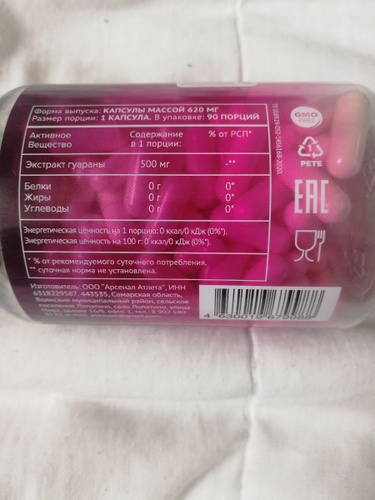 Форма выпуска: КАПСУЛЫ МАССОЙ 620 МГ
Размер порции: 1 КАПСУЛА. В упаковке: 90 ПОРЦИЙ
Активное Вещество
Содержание в 1 порции:
% от РСП*:
Экстракт гуараны 500 мг -**
Белки 0 г 0*
Жиры 0 г 0*
Углеводы 0 г 0*
Энергетическая ценность на 1 порцию: 0 ккал/0 кДж (0%*).
Энергетическая ценность на 100 г: 0 ккал/0 кДж (0%*).
* % от рекомендуемого суточного потребления.
** суточная норма не установлена.
Изготовитель: ООО "Арсенал Атлета", ИНН
6318229587, 443535, Самарская область,
Волжский муниципальный район, сельское
поселение Лопатино, село Лопатино, улица
GMO
FREE
1
PETE
EAC